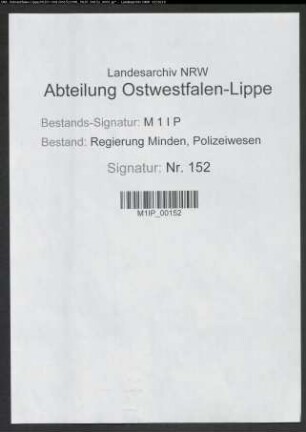 Landesarchiv NRW
Abteilung Ostwestfalen-Lippe
Bestands-Signatur: M 1 I P
Bestand: Regierung Minden, Polizeiwesen
Signatur: Nr. 152
M1IP_00152